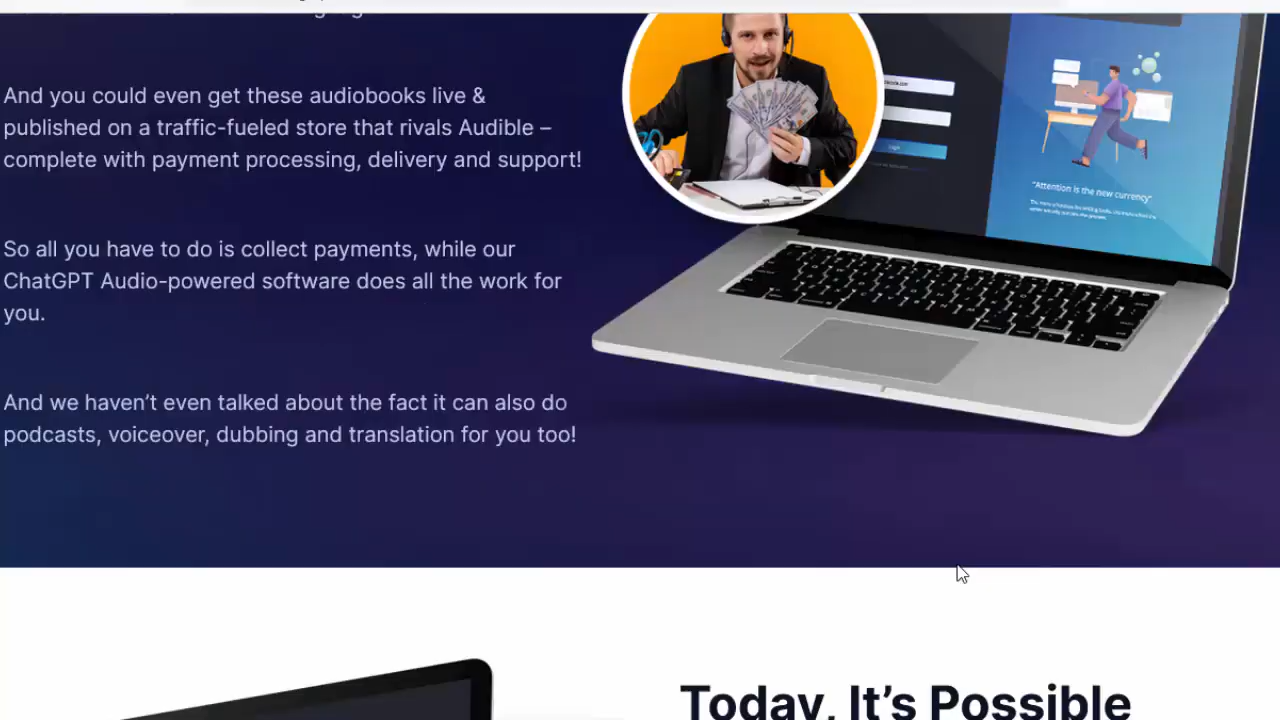 And you could even get these audiobooks live &
published on a traffic-fueled store that rivals Audible –
complete with payment processing, delivery and support!
So all you have to do is collect payments, while our
ChatGPT Audio-powered software does all the work for
you.
And we haven’t even talked about the fact it can also do
podcasts, voiceover, dubbing and translation for you too!
Login
"Attention is the new currency"
Today, It’s Possible